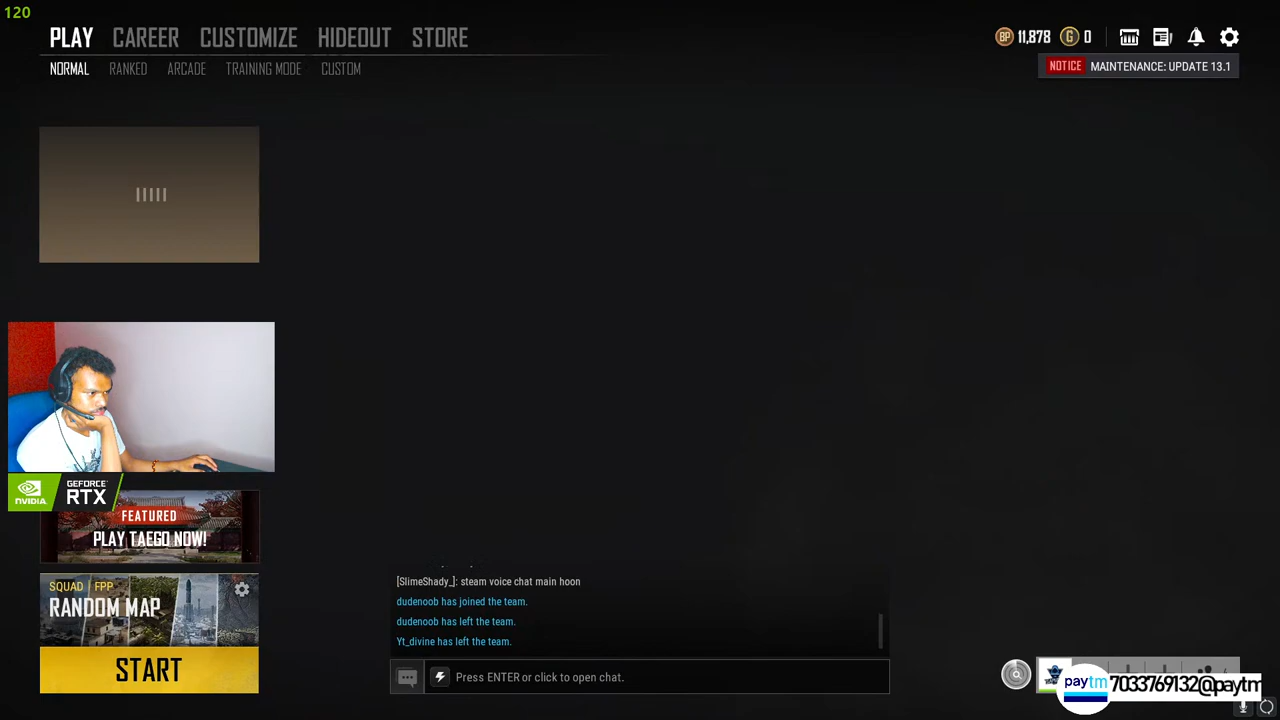 120
PLAY CAREER CUSTOMIZE HIDEOUT STORE
BP 11,878 G 0
NORMAL RANKED ARCADE TRAINING MODE CUSTOM
NOTICE MAINTENANCE: UPDATE 13.1
NVIDIA
GEFORCE
RTX
FEATURED
PLAY TAEGO NOW!
SQUAD FPP
RANDOM MAP
START
[SlimeShady_]: steam voice chat main hoon
dudenoob has joined the team.
dudenoob has left the team.
Yt_divine has left the team.
Press ENTER or click to open chat.
paytm 7033769132@paytm